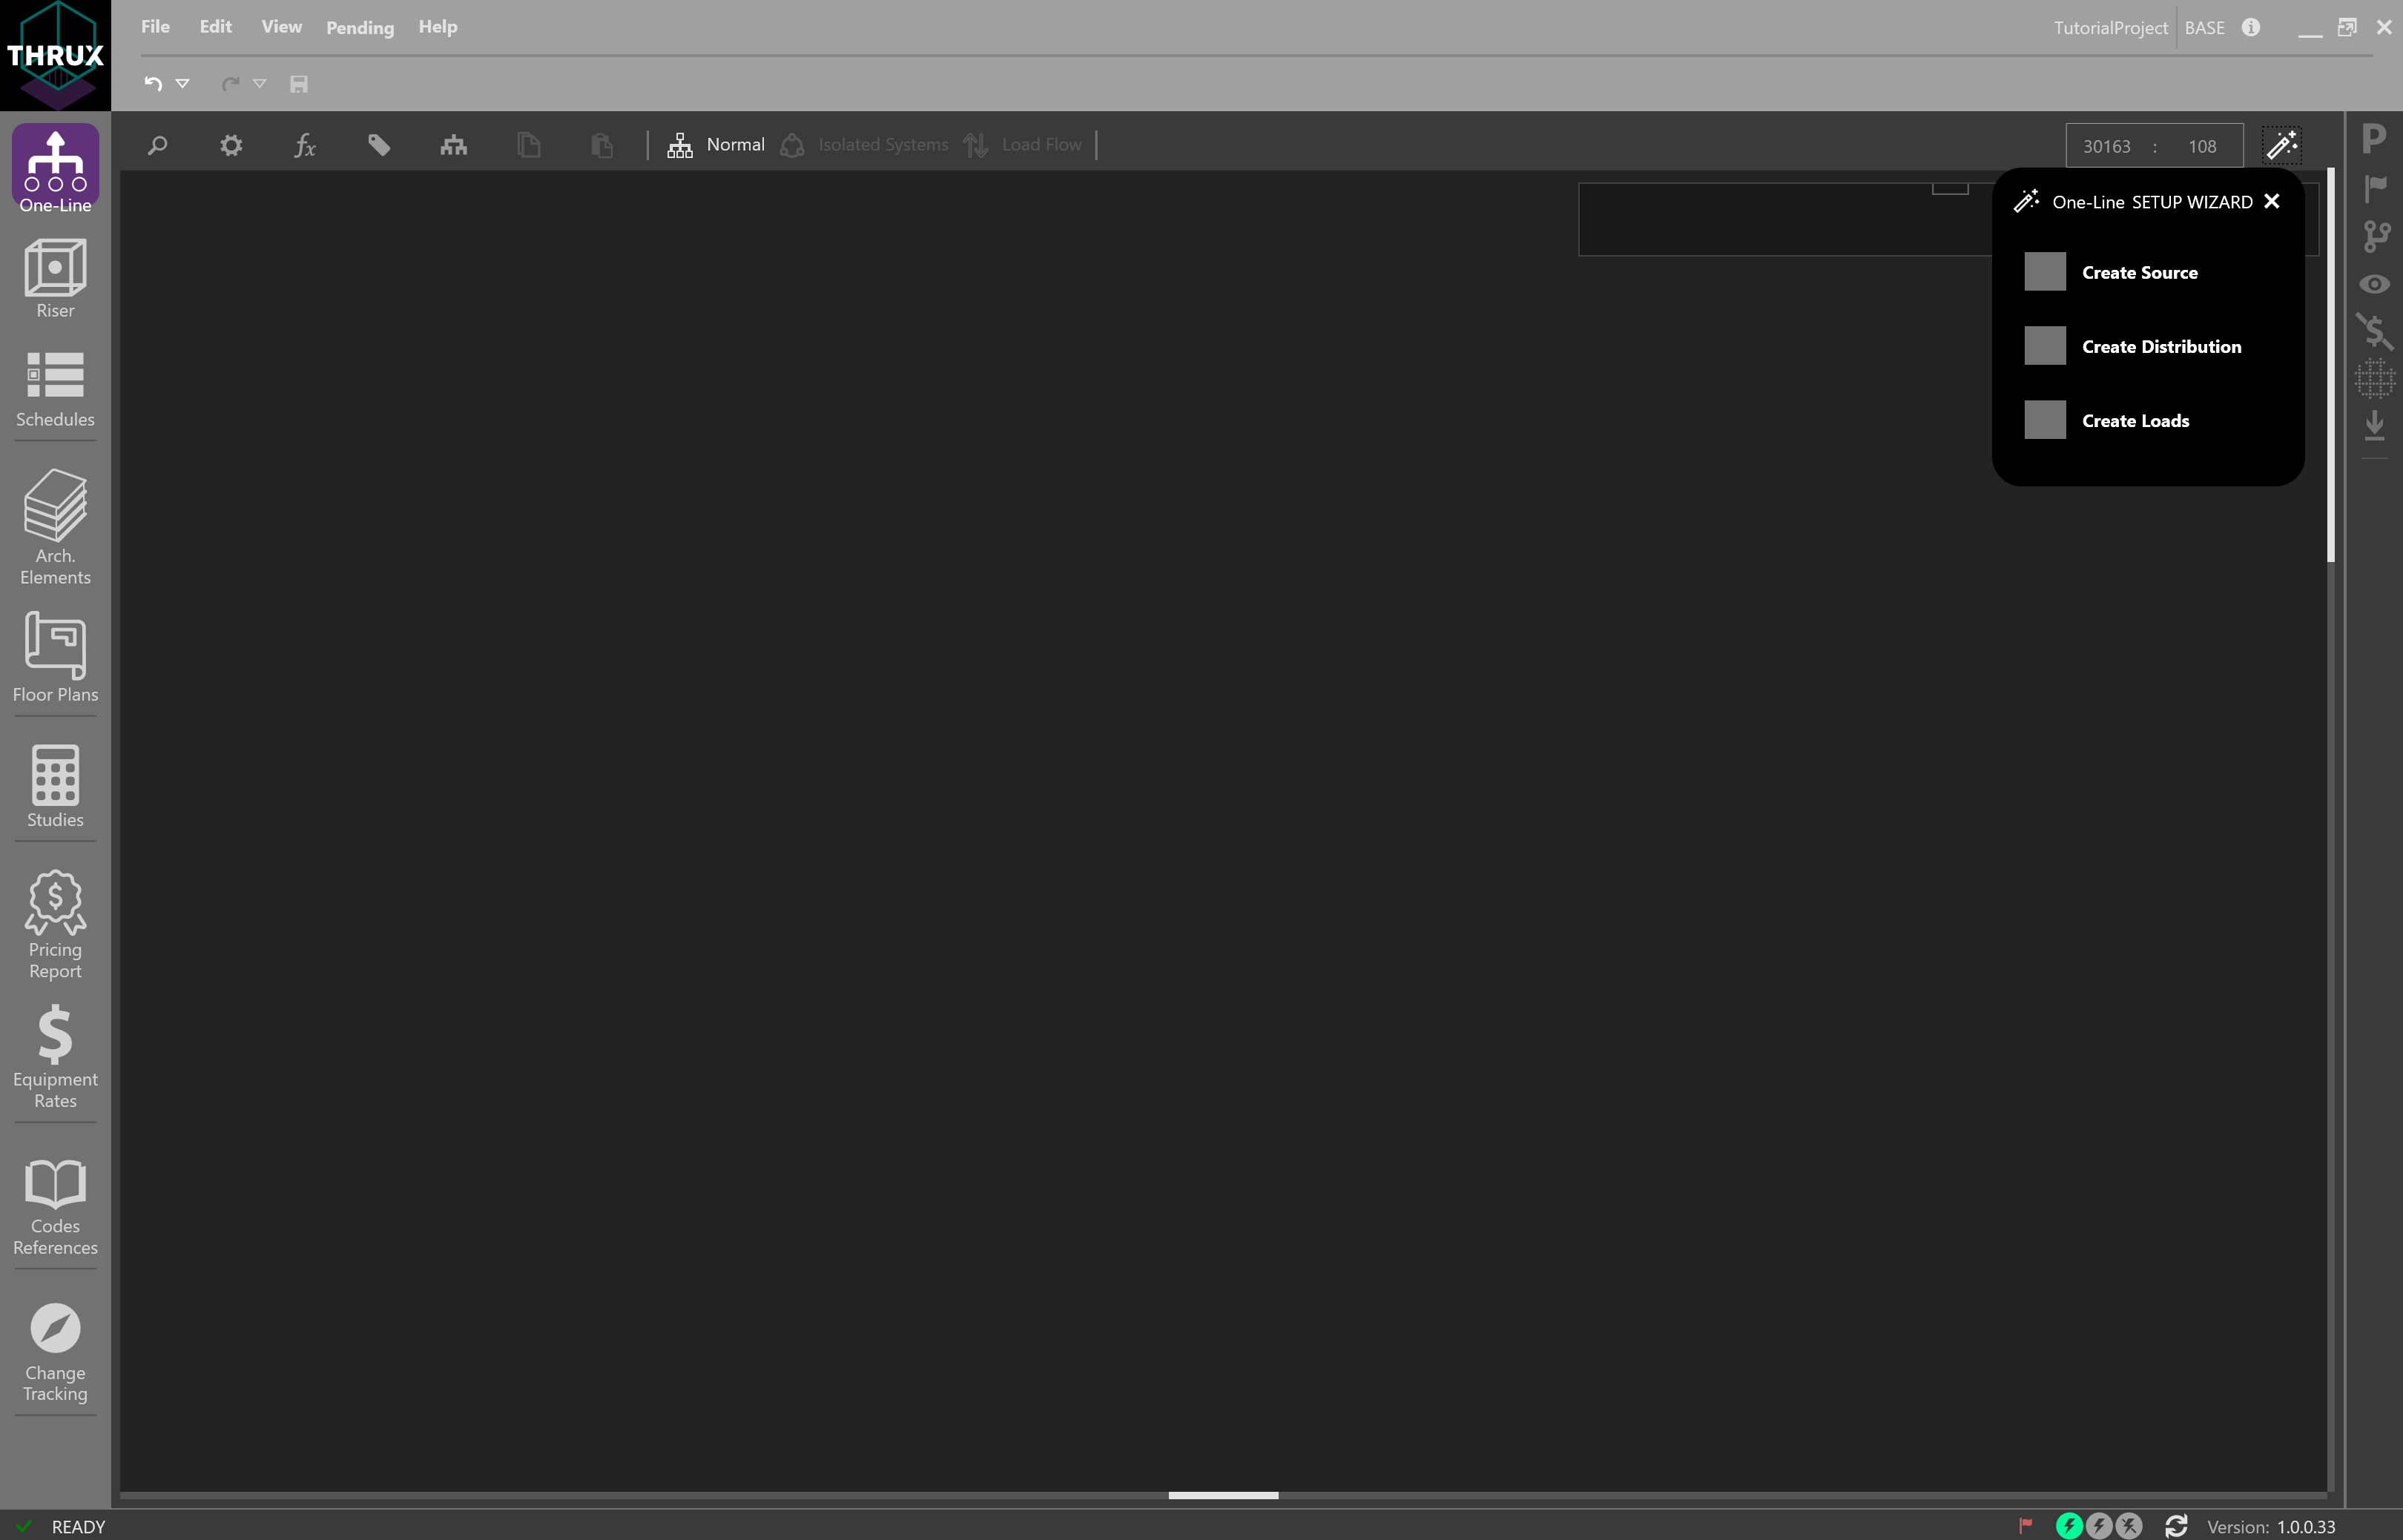 THRUX
File Edit View Pending Help
TutorialProject BASE
Normal Isolated Systems Load Flow
30163 : 108
One-Line SETUP WIZARD
Create Source
Create Distribution
Create Loads
One-Line
Riser
Schedules
Arch.
Elements
Floor Plans
Studies
Pricing
Report
Equipment
Rates
Codes
References
Change
Tracking
READY
Version: 1.0.0.33